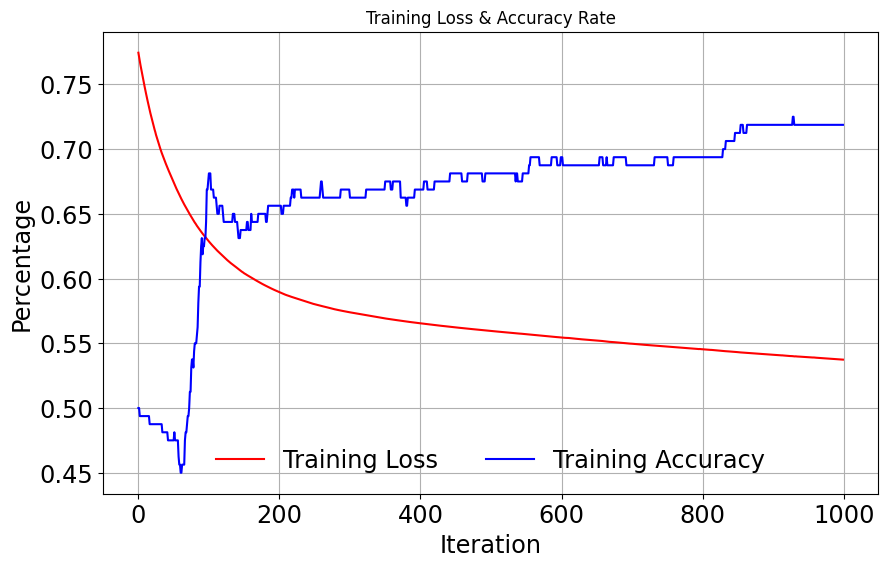 Training Loss & Accuracy Rate
Percentage
0.75
0.70
0.65
0.60
0.55
0.50
0.45
Training Loss Training Accuracy
0 200 400 600 800 1000
Iteration